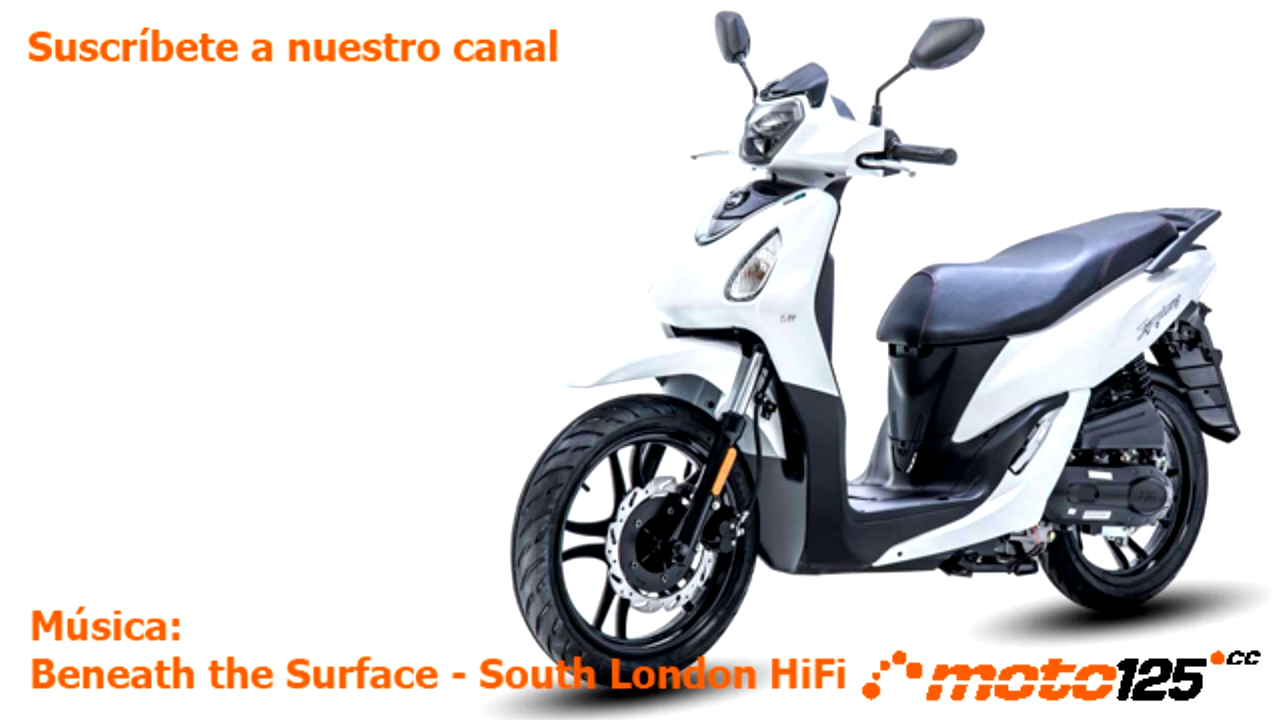 Suscríbete a nuestro canal
Música:
Beneath the Surface - South London HiFi
moto125cc